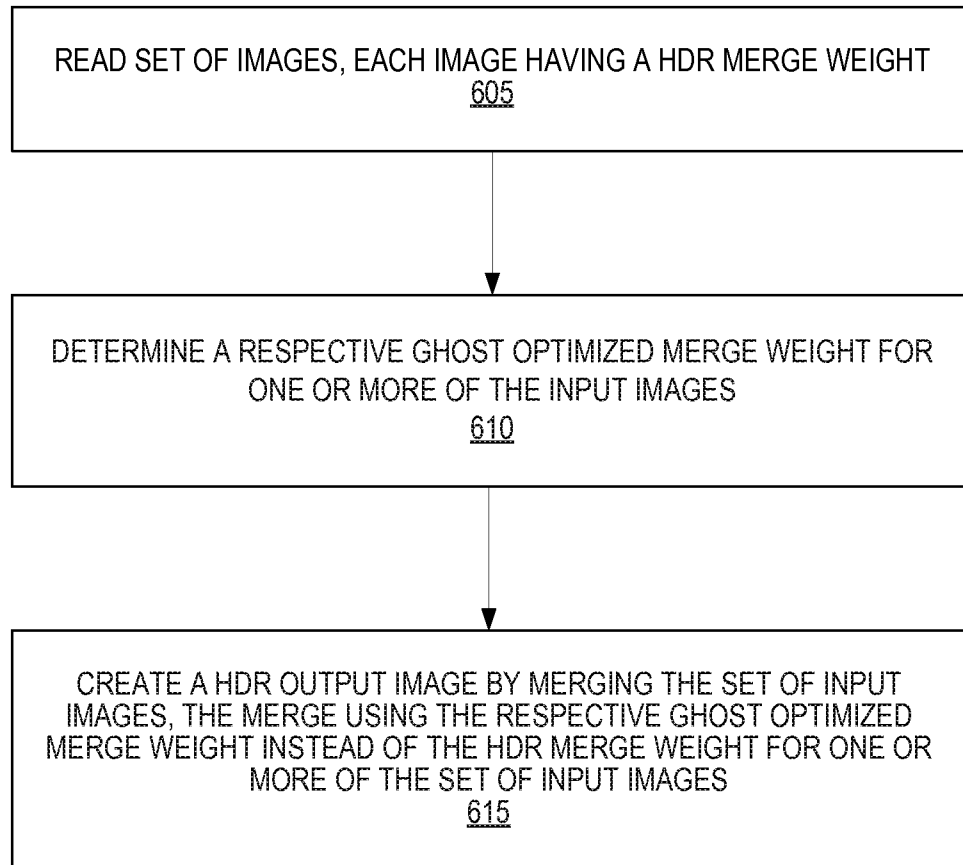 READ SET OF IMAGES, EACH IMAGE HAVING A HDR MERGE WEIGHT
605
DETERMINE A RESPECTIVE GHOST OPTIMIZED MERGE WEIGHT FOR
ONE OR MORE OF THE INPUT IMAGES
610
CREATE A HDR OUTPUT IMAGE BY MERGING THE SET OF INPUT
IMAGES, THE MERGE USING THE RESPECTIVE GHOST OPTIMIZED
MERGE WEIGHT INSTEAD OF THE HDR MERGE WEIGHT FOR ONE OR
MORE OF THE SET OF INPUT IMAGES
615